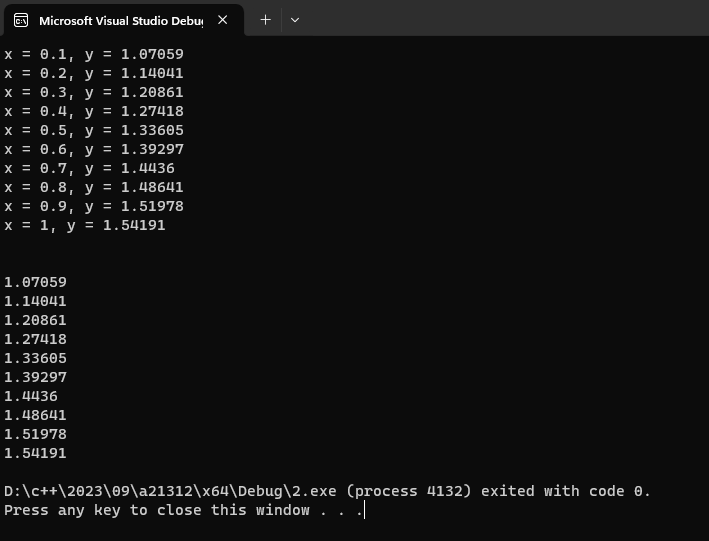 Microsoft Visual Studio Debu
x = 0.1, y = 1.07059
x = 0.2, y = 1.14041
x = 0.3, y = 1.20861
x = 0.4, y = 1.27418
x = 0.5, y = 1.33605
x = 0.6, y = 1.39297
x = 0.7, y = 1.4436
x = 0.8, y = 1.48641
x = 0.9, y = 1.51978
x = 1, y = 1.54191
1.07059
1.14041
1.20861
1.27418
1.33605
1.39297
1.4436
1.48641
1.51978
1.54191
D:\c++\2023\09\a21312\x64\Debug\2.exe (process 4132) exited with code 0.
Press any key to close this window . . .